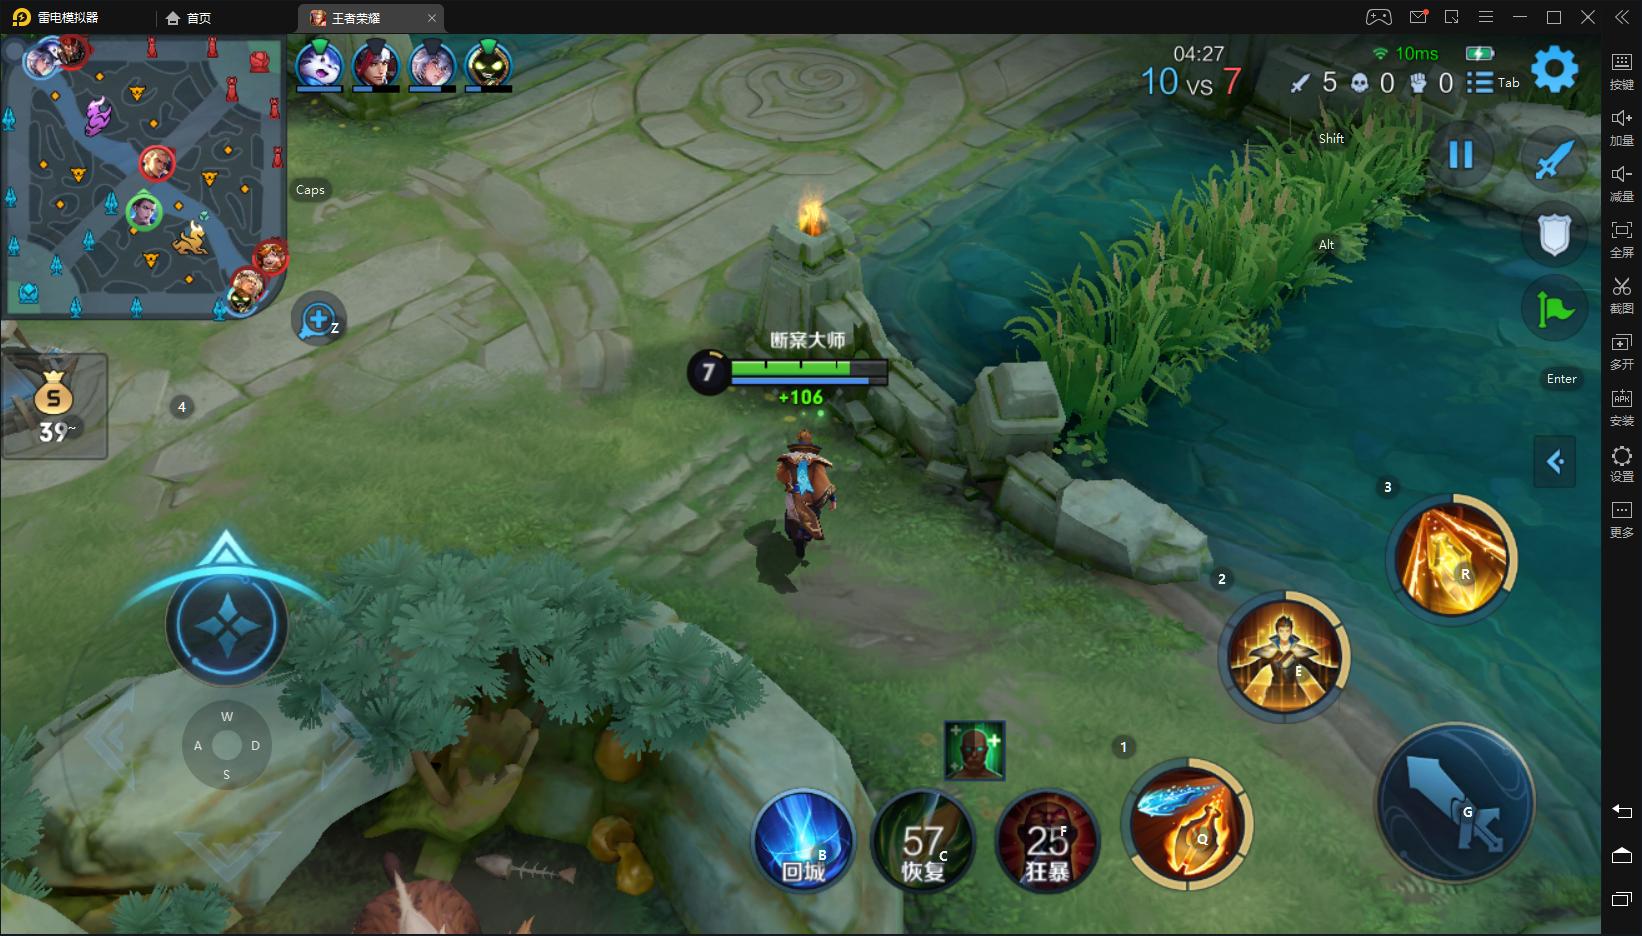 雷电模拟器
首页
王者荣耀
04:27
10ms
10 VS 7
5
0
0
Tab
按键
加量
减量
全屏
截图
多开
APK
安装
设置
更多
Shift
Caps
Alt
Z
Enter
断案大师
7
+106
S
39~
4
3
R
2
E
W
A
D
S
1
Q
G
B
回城
57
C
恢复
25
F
狂暴